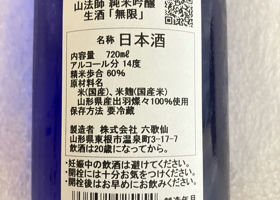 山法師 純米吟醸
生酒「無限」
名称 日本酒
内容量 720ml
アルコール分 14度
精米歩合 60%
原材料名
米(国産)、米麹(国産米)
山形県産出羽燦々100%使用
保存方法 要冷蔵
製造者 株式会社 六歌仙
山形県東根市温泉町3-17-7
飲酒は20歳になってから。
・妊娠中の飲酒は避けてください。
・開栓には十分お気をつけください。
・開栓後はお早めにお飲みください。
製造年月